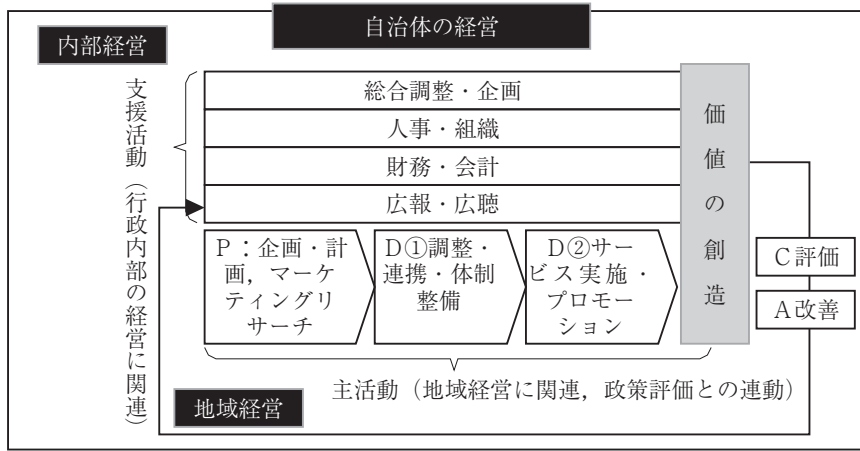 自治体の経営
内部経営
支援活動（行政内部の経営に関連）
総合調整・企画
人事・組織
財務・会計
広報・広聴
P：企画・計
画，マーケ
ティングリ
サーチ
D①調整・
連携・体制
整備
D②サー
ビス実施・
プロモー
ション
価値の創造
C評価
A改善
主活動（地域経営に関連，政策評価との連動）
地域経営